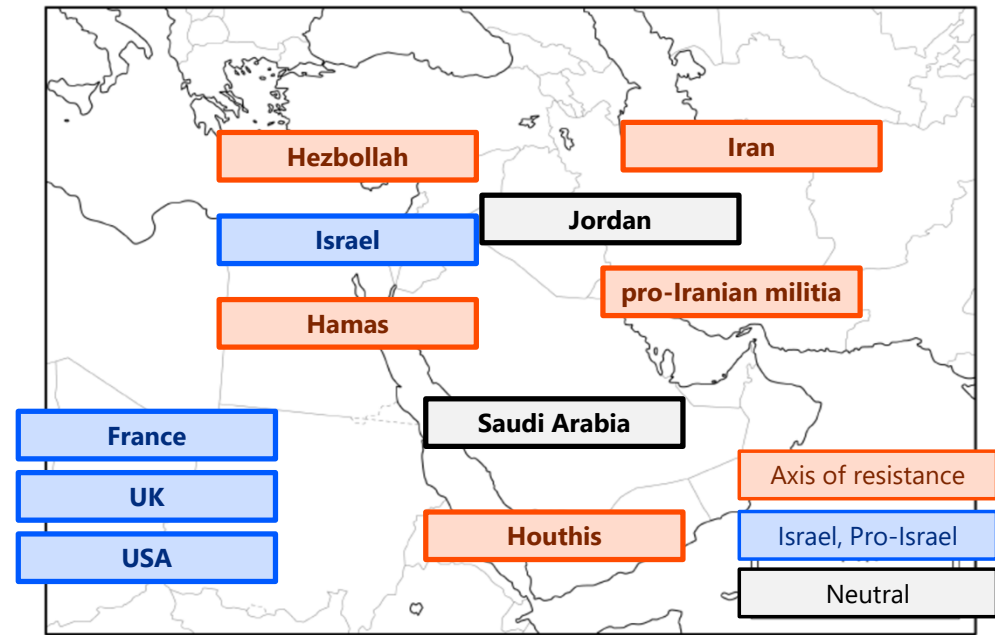 Hezbollah
Iran
Jordan
Israel
pro-Iranian militia
Hamas
Saudi Arabia
France
UK
USA
Houthis
Axis of resistance
Israel, Pro-Israel
Neutral